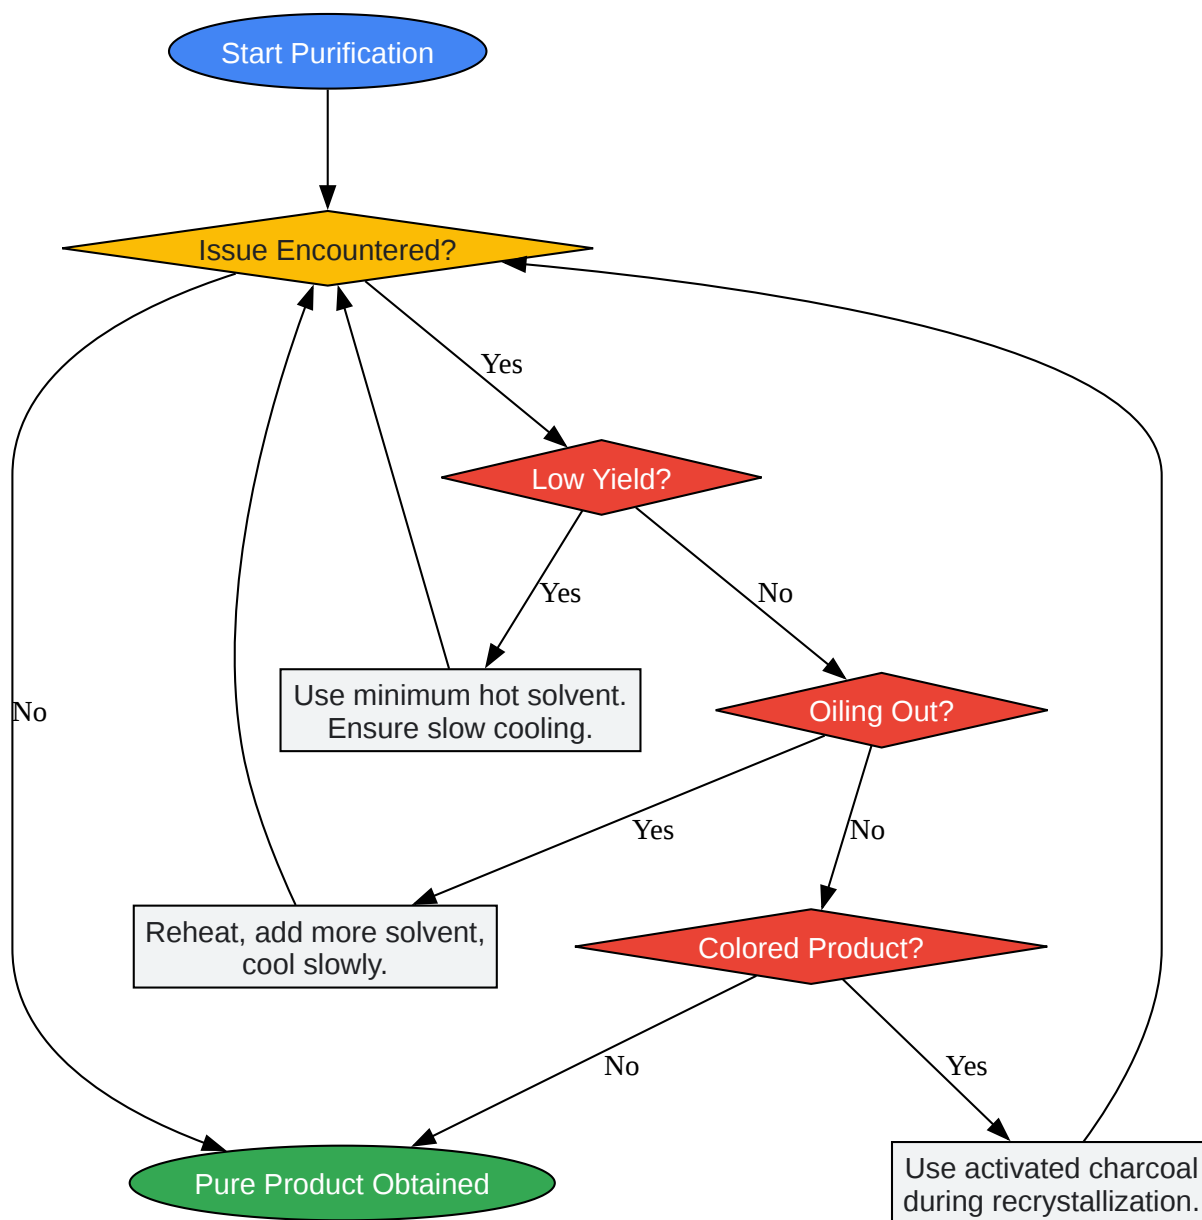 Start Purification
Issue Encountered?
Yes
Low Yield?
Yes
No
Use minimum hot solvent.
Ensure slow cooling.
Oiling Out?
No
Yes
No
Reheat, add more solvent,
cool slowly.
Colored Product?
No
Yes
Pure Product Obtained
Use activated charcoal
during recrystallization.